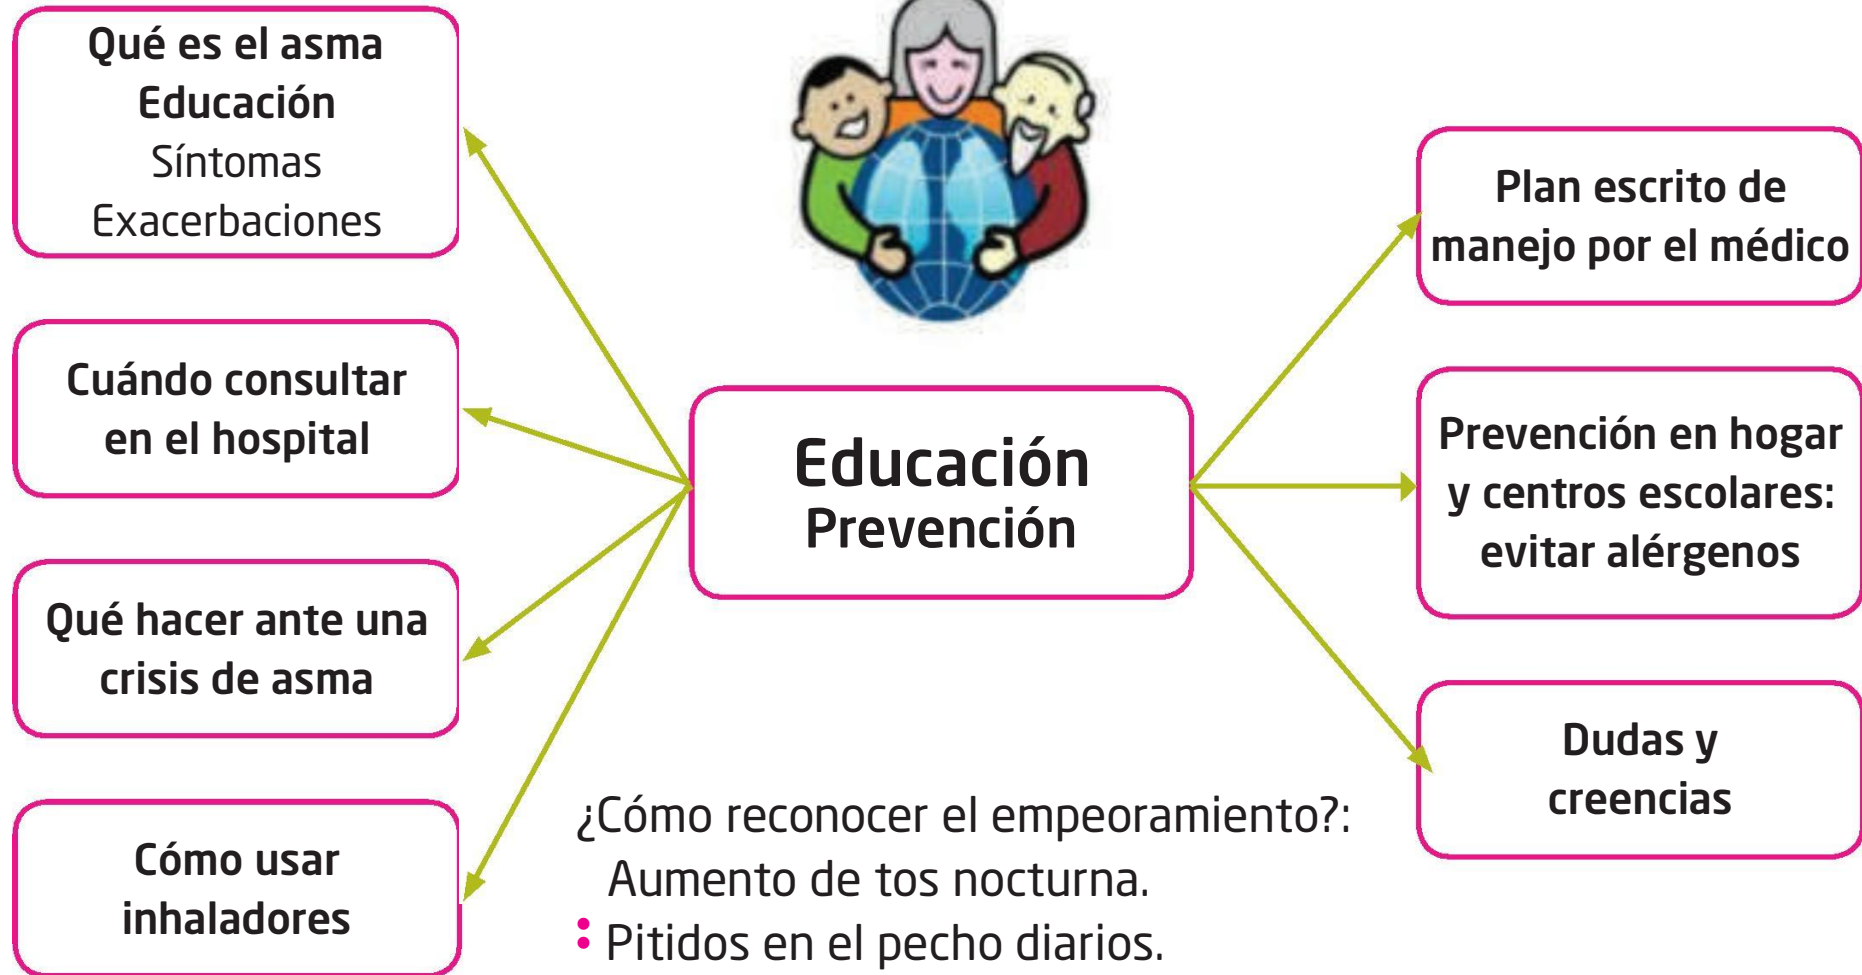 Qué es el asma
Educación
Síntomas
Exacerbaciones
Cuándo consultar
en el hospital
Qué hacer ante una
crisis de asma
Cómo usar
inhaladores
Educación
Prevención
Plan escrito de
manejo por el médico
Prevención en hogar
y centros escolares:
evitar alérgenos
Dudas y
creencias
¿Cómo reconocer el empeoramiento?:
Aumento de tos nocturna.
Pitidos en el pecho diarios.